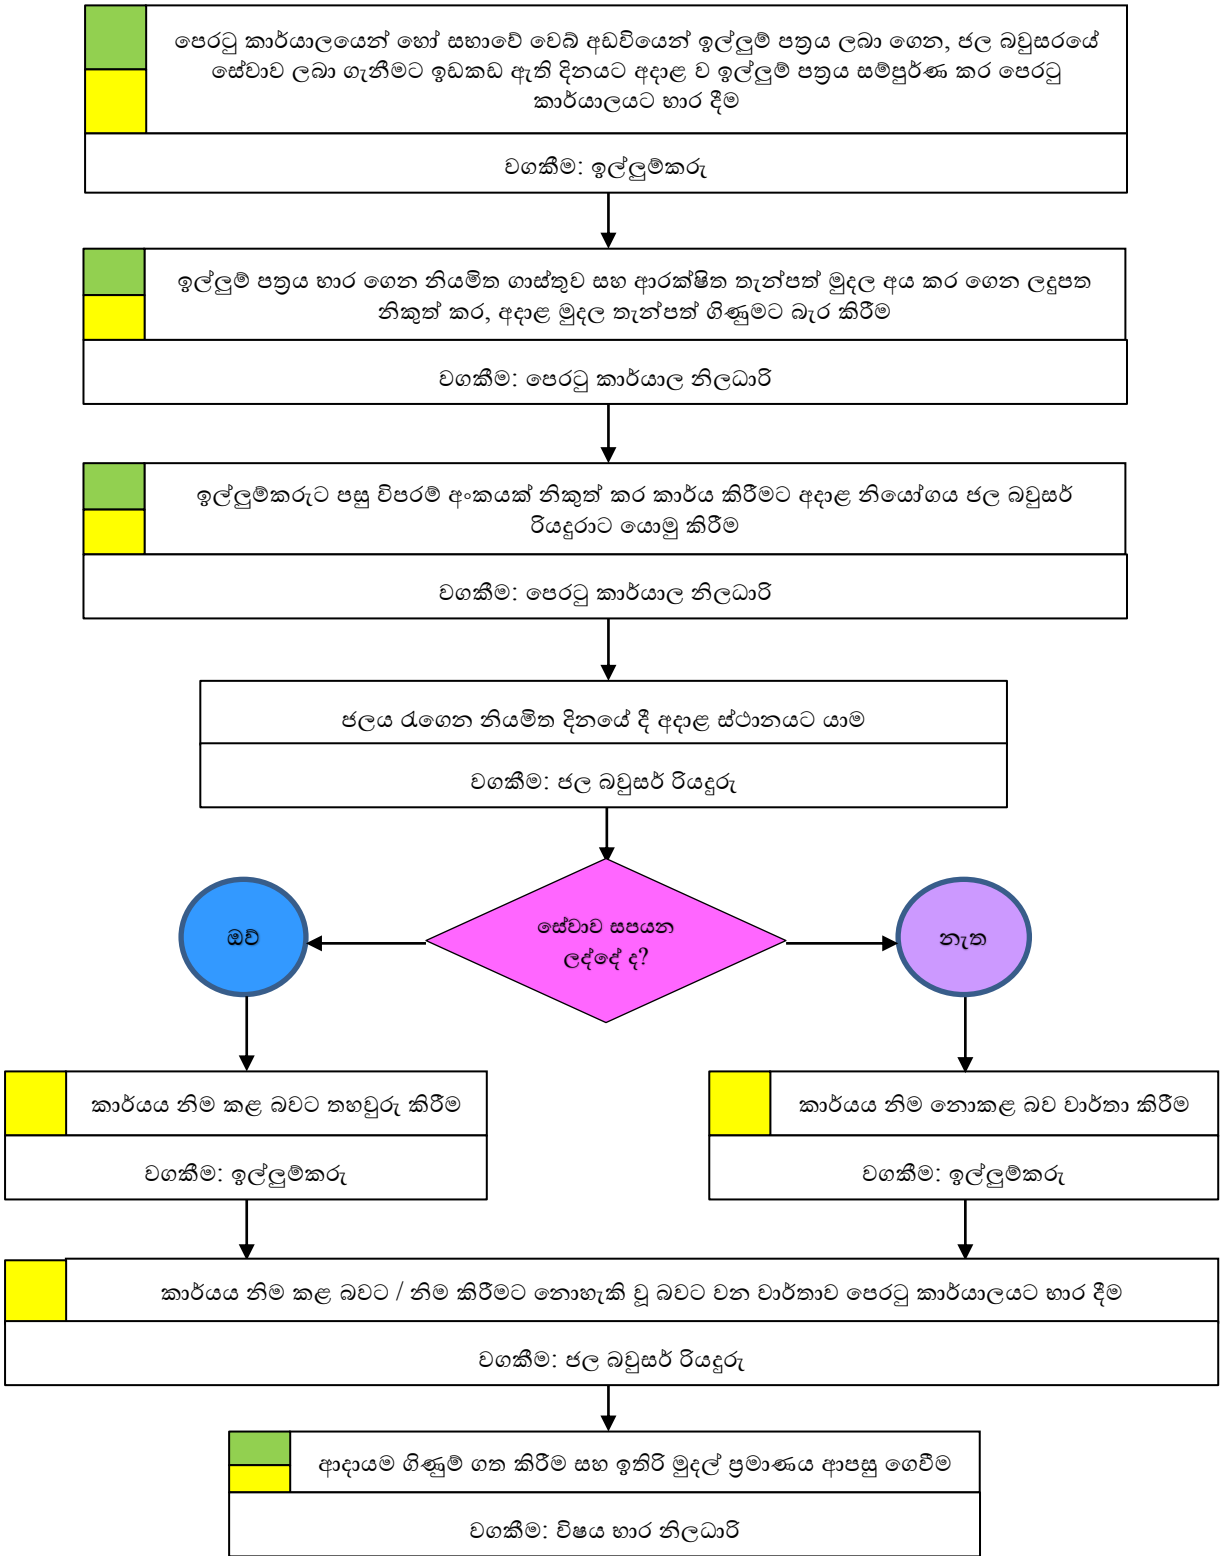 පෙරටු කාර්යාලයෙන් හෝ සභාවේ වෙබ් අඩවියෙන් ඉල්ලුම් පත්‍රය ලබා ගෙන, ජල බවුසරයේ
සේවාව ලබා ගැනීමට ඉඩකඩ ඇති දිනයට අදාළ ව ඉල්ලුම් පත්‍රය සම්පුර්ණ කර පෙරටු
කාර්යාලයට භාර දීම
වගකීම: ඉල්ලුම්කරු
ඉල්ලුම් පත්‍රය භාර ගෙන නියමිත ගාස්තුව සහ ආරක්ෂිත තැන්පත් මුදල අය කර ගෙන ලදුපත
නිකුත් කර, අදාළ මුදල තැන්පත් ගිණුමට බැර කිරීම
වගකීම: පෙරටු කාර්යාල නිලධාරි
ඉල්ලුම්කරුට පසු විපරම් අංකයක් නිකුත් කර කාර්ය කිරීමට අදාළ නියෝගය ජල බවුසර්
රියදුරාට යොමු කිරීම
වගකීම: පෙරටු කාර්යාල නිලධාරි
ජලය රැගෙන නියමිත දිනයේ දී අදාළ ස්ථානයට යාම
වගකීම: ජල බවුසර් රියදුරු
සේවාව සපයන
ලද්දේ ද?
ඔව්
නැත
කාර්යය නිම කළ බවට තහවුරු කිරීම
වගකීම: ඉල්ලුම්කරු
කාර්යය නිම නොකළ බව වාර්තා කිරීම
වගකීම: ඉල්ලුම්කරු
කාර්යය නිම කළ බවට / නිම කිරීමට නොහැකි වූ බවට වන වාර්තාව පෙරටු කාර්යාලයට භාර දීම
වගකීම: ජල බවුසර් රියදුරු
ආදායම ගිණුම් ගත කිරීම සහ ඉතිරි මුදල් ප්‍රමාණය ආපසු ගෙවීම
වගකීම: විෂය භාර නිලධාරි